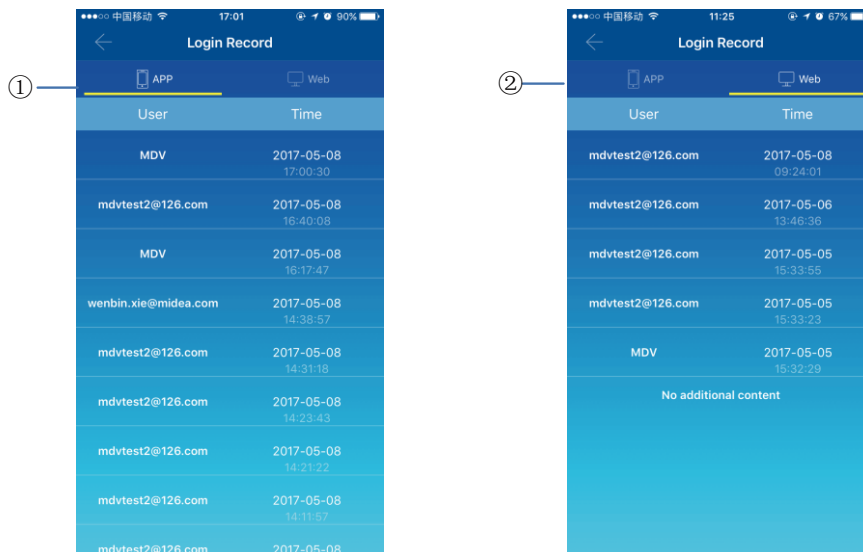 中国移动 17:01 90%
Login Record
APP Web
①
User Time
MDV 2017-05-08
17:00:30
mdvtest2@126.com 2017-05-08
16:40:08
MDV 2017-05-08
16:17:47
wenbin.xie@midea.com 2017-05-08
14:38:57
mdvtest2@126.com 2017-05-08
14:31:18
mdvtest2@126.com 2017-05-08
14:23:43
mdvtest2@126.com 2017-05-08
14:21:22
mdvtest2@126.com 2017-05-08
14:11:57
mdvtest2@126.com 2017-05-08
中国移动 11:25 67%
Login Record
APP Web
②
User Time
mdvtest2@126.com 2017-05-08
09:24:01
mdvtest2@126.com 2017-05-06
13:46:36
mdvtest2@126.com 2017-05-05
15:33:55
mdvtest2@126.com 2017-05-05
15:33:23
MDV 2017-05-05
15:32:29
No additional content